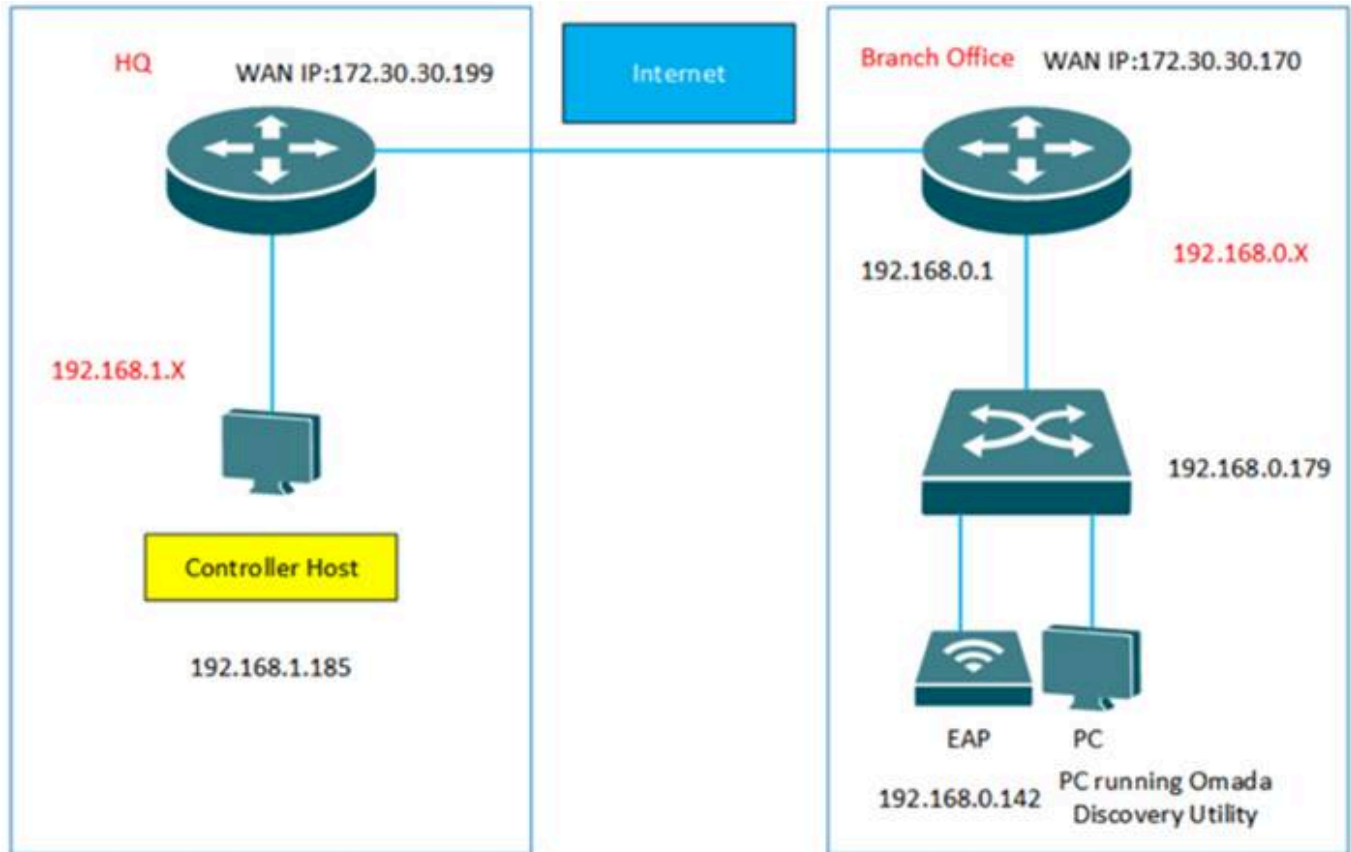 HQ
WAN IP:172.30.30.199
Internet
Branch Office
WAN IP:172.30.30.170
192.168.0.1
192.168.0.X
192.168.1.X
192.168.0.179
Controller Host
192.168.1.185
EAP
PC
192.168.0.142
PC running Omada
Discovery Utility